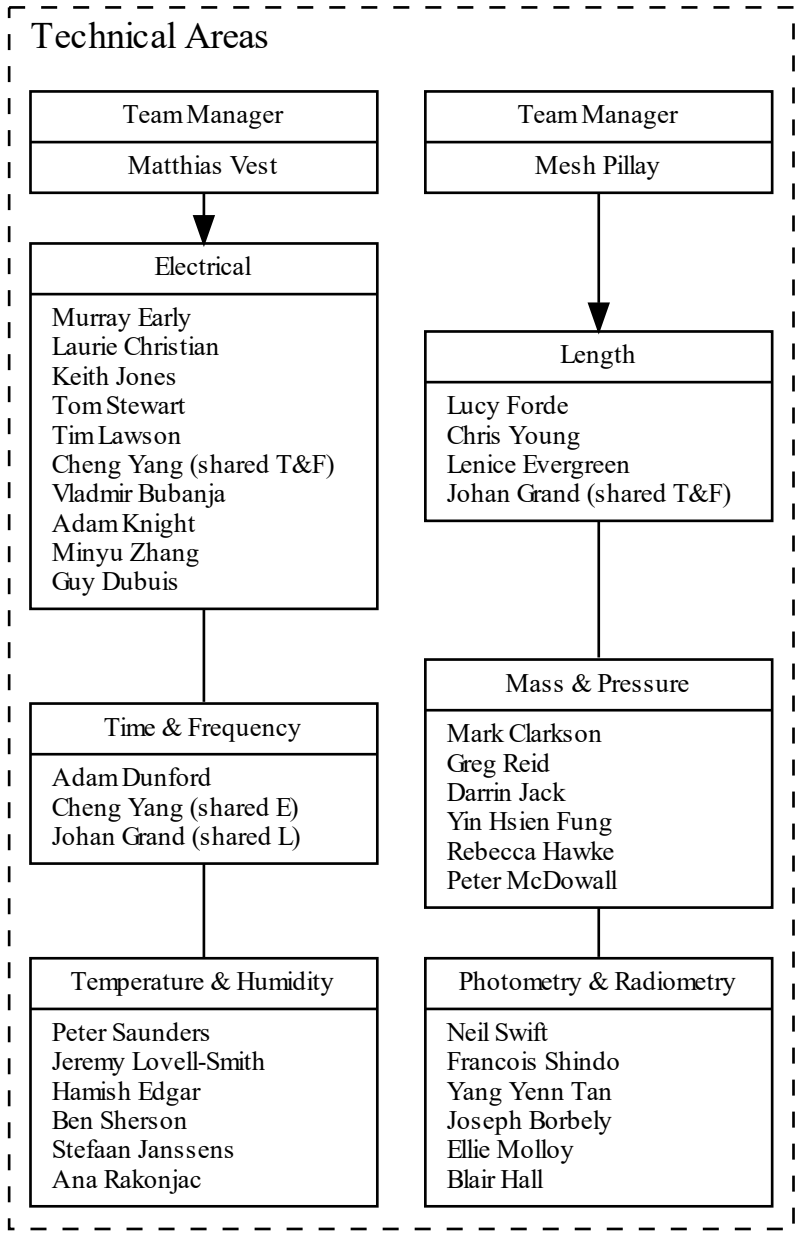 Technical Areas
Team Manager
Matthias Vest
Electrical
Murray Early
Laurie Christian
Keith Jones
Tom Stewart
Tim Lawson
Cheng Yang (shared T&F)
Vladmir Bubanja
Adam Knight
Minyu Zhang
Guy Dubuis
Time & Frequency
Adam Dunford
Cheng Yang (shared E)
Johan Grand (shared L)
Temperature & Humidity
Peter Saunders
Jeremy Lovell-Smith
Hamish Edgar
Ben Sherson
Stefaan Janssens
Ana Rakonjac
Team Manager
Mesh Pillay
Length
Lucy Forde
Chris Young
Lenice Evergreen
Johan Grand (shared T&F)
Mass & Pressure
Mark Clarkson
Greg Reid
Darrin Jack
Yin Hsien Fung
Rebecca Hawke
Peter McDowall
Photometry & Radiometry
Neil Swift
Francois Shindo
Yang Yenn Tan
Joseph Borbely
Ellie Molloy
Blair Hall